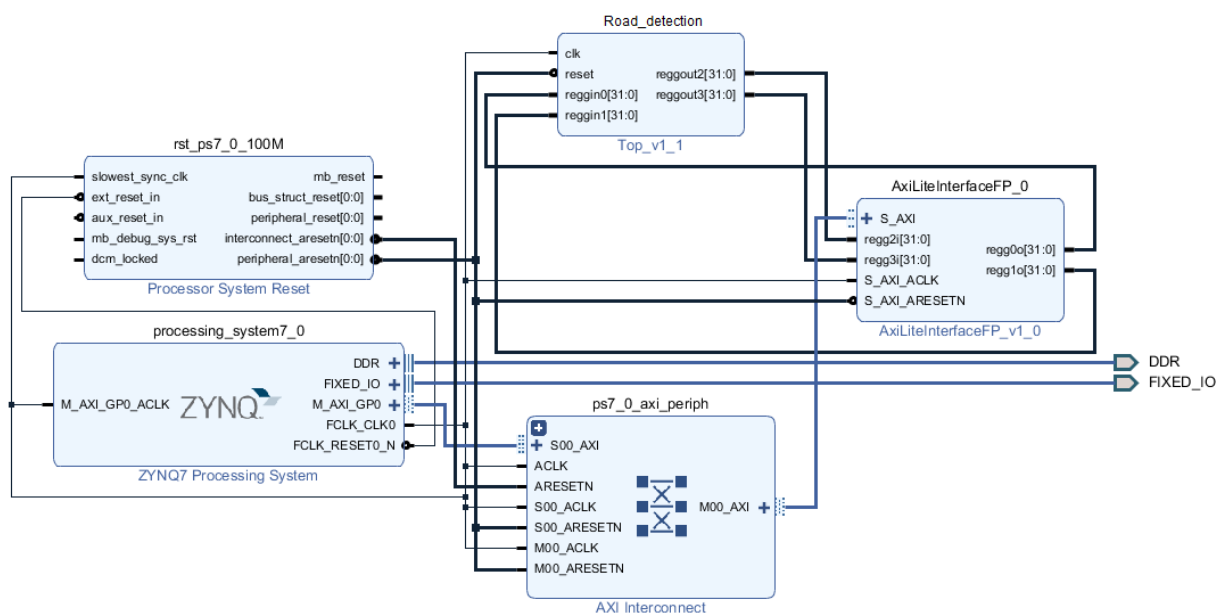 Road_detection
clk
reset
reggin0[31:0]
reggin1[31:0]
reggout2[31:0]
reggout3[31:0]
Top_v1_1
rst_ps7_0_100M
slowest_sync_clk
ext_reset_in
aux_reset_in
mb_debug_sys_rst
dcm_locked
mb_reset
bus_struct_reset[0:0]
peripheral_reset[0:0]
interconnect_aresetn[0:0]
peripheral_aresetn[0:0]
Processor System Reset
AxiLiteInterfaceFP_0
S_AXI
regg2i[31:0]
regg3i[31:0]
S_AXI_ACLK
S_AXI_ARESETN
regg0o[31:0]
regg1o[31:0]
AxiLiteInterfaceFP_v1_0
processing_system7_0
M_AXI_GP0_ACLK
ZYNQ
DDR
FIXED_IO
M_AXI_GP0
FCLK_CLK0
FCLK_RESET0_N
ZYNQ7 Processing System
DDR
FIXED_IO
ps7_0_axi_periph
S00_AXI
ACLK
ARESETN
S00_ACLK
S00_ARESETN
M00_ACLK
M00_ARESETN
M00_AXI
AXI Interconnect